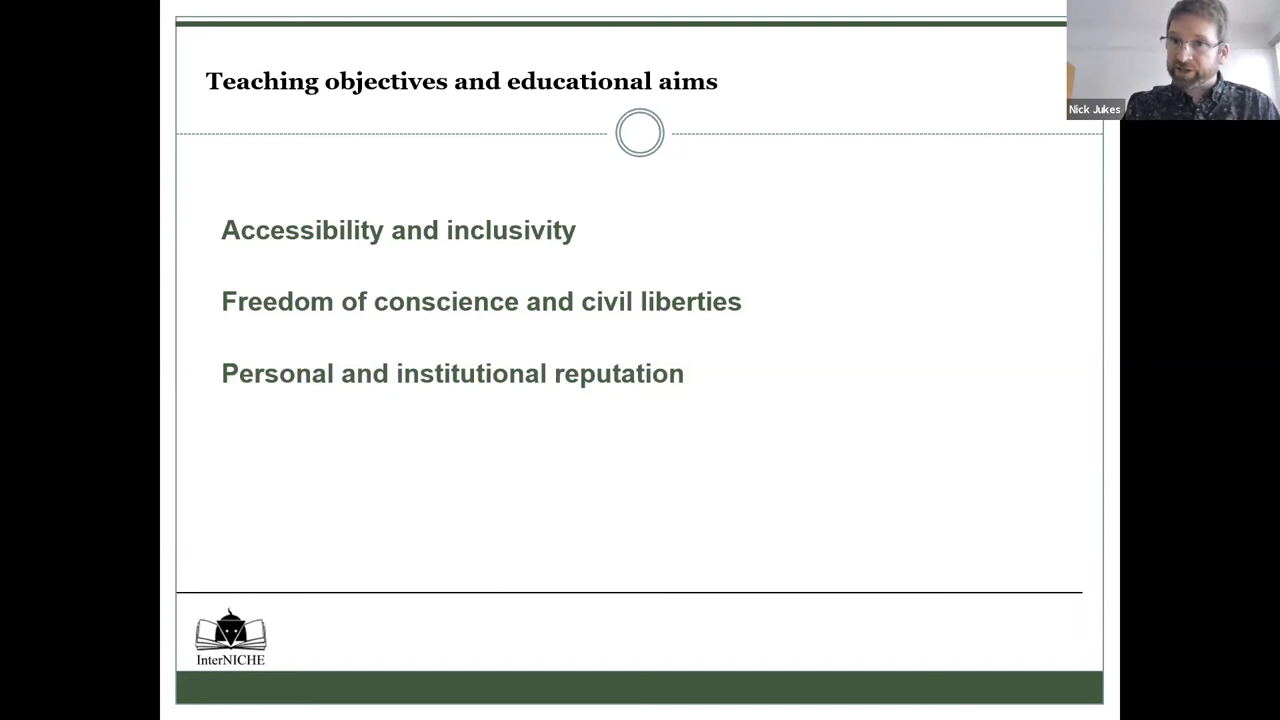 Teaching objectives and educational aims
Nick Jukes
Accessibility and inclusivity
Freedom of conscience and civil liberties
Personal and institutional reputation
InterNICHE